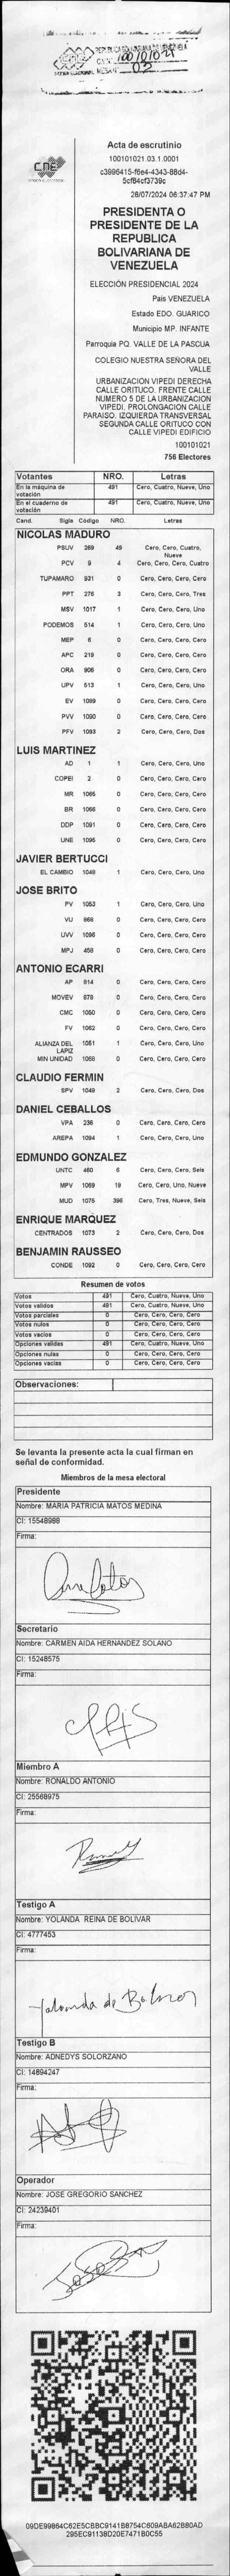 100101021
MESA Nº 03
CNE
Acta de escrutinio
100101021.03.1.0001
c3996415-f6e4-4343-88d4-
5cf84cf3739c
28/07/2024 06:37:47 PM
PRESIDENTA O
PRESIDENTE DE LA
REPUBLICA
BOLIVARIANA DE
VENEZUELA
ELECCIÓN PRESIDENCIAL 2024
País VENEZUELA
Estado EDO. GUARICO
Municipio MP. INFANTE
Parroquia PQ. VALLE DE LA PASCUA
COLEGIO NUESTRA SEÑORA DEL
VALLE
URBANIZACION VIPEDI DERECHA
CALLE ORITUCO. FRENTE CALLE
NUMERO 5 DE LA URBANIZACION
VIPEDI. PROLONGACION CALLE
PARAISO. IZQUIERDA TRANSVERSAL
SEGUNDA CALLE ORITUCO CON
CALLE VIPEDI EDIFICIO
100101021
756 Electores
Votantes NRO. Letras
En la máquina de votación 491 Cero, Cuatro, Nueve, Uno
En el cuaderno de votación 491 Cero, Cuatro, Nueve, Uno
Cand. Sigla Código NRO. Letras
NICOLAS MADURO
PSUV 269 49 Cero, Cero, Cuatro, Nueve
PCV 9 4 Cero, Cero, Cero, Cuatro
TUPAMARO 931 0 Cero, Cero, Cero, Cero
PPT 276 3 Cero, Cero, Cero, Tres
MSV 1017 1 Cero, Cero, Cero, Uno
PODEMOS 514 1 Cero, Cero, Cero, Uno
MEP 6 0 Cero, Cero, Cero, Cero
APC 219 0 Cero, Cero, Cero, Cero
ORA 906 0 Cero, Cero, Cero, Cero
UPV 613 1 Cero, Cero, Cero, Uno
EV 1089 0 Cero, Cero, Cero, Cero
PVV 1090 0 Cero, Cero, Cero, Cero
PFV 1093 2 Cero, Cero, Cero, Dos
LUIS MARTINEZ
AD 1 1 Cero, Cero, Cero, Uno
COPEI 2 0 Cero, Cero, Cero, Cero
MR 1065 0 Cero, Cero, Cero, Cero
BR 1066 0 Cero, Cero, Cero, Cero
DDP 1091 0 Cero, Cero, Cero, Cero
UNE 1095 0 Cero, Cero, Cero, Cero
JAVIER BERTUCCI
EL CAMBIO 1048 1 Cero, Cero, Cero, Uno
JOSE BRITO
PV 1053 1 Cero, Cero, Cero, Uno
VU 868 0 Cero, Cero, Cero, Cero
UVV 1096 0 Cero, Cero, Cero, Cero
MPJ 458 0 Cero, Cero, Cero, Cero
ANTONIO ECARRI
AP 814 0 Cero, Cero, Cero, Cero
MOVEV 878 0 Cero, Cero, Cero, Cero
CMC 1050 0 Cero, Cero, Cero, Cero
FV 1062 0 Cero, Cero, Cero, Cero
ALIANZA DEL LAPIZ 1051 1 Cero, Cero, Cero, Uno
MIN UNIDAD 1068 0 Cero, Cero, Cero, Cero
CLAUDIO FERMIN
SPV 1049 2 Cero, Cero, Cero, Dos
DANIEL CEBALLOS
VPA 236 0 Cero, Cero, Cero, Cero
AREPA 1094 1 Cero, Cero, Cero, Uno
EDMUNDO GONZALEZ
UNTC 460 6 Cero, Cero, Cero, Seis
MPV 1069 19 Cero, Cero, Uno, Nueve
MUD 1075 396 Cero, Tres, Nueve, Seis
ENRIQUE MARQUEZ
CENTRADOS 1073 2 Cero, Cero, Cero, Dos
BENJAMIN RAUSSEO
CONDE 1092 0 Cero, Cero, Cero, Cero
Resumen de votos
Votos 491 Cero, Cuatro, Nueve, Uno
Votos validos 491 Cero, Cuatro, Nueve, Uno
Votos parciales 0 Cero, Cero, Cero, Cero
Votos nulos 0 Cero, Cero, Cero, Cero
Votos vacios 0 Cero, Cero, Cero, Cero
Opciones validas 491 Cero, Cuatro, Nueve, Uno
Opciones nulas 0 Cero, Cero, Cero, Cero
Opciones vacias 0 Cero, Cero, Cero, Cero
Observaciones:
Se levanta la presente acta la cual firman en
señal de conformidad.
Miembros de la mesa electoral
Presidente
Nombre: MARIA PATRICIA MATOS MEDINA
CI: 15548988
Firma:
Secretario
Nombre: CARMEN AIDA HERNANDEZ SOLANO
CI: 15248575
Firma:
Miembro A
Nombre: RONALDO ANTONIO
CI: 25568975
Firma:
Testigo A
Nombre: YOLANDA REINA DE BOLIVAR
CI: 4777453
Firma:
Yolanda de Bolivar
Testigo B
Nombre: ADNEDYS SOLORZANO
CI: 14894247
Firma:
Operador
Nombre: JOSE GREGORIO SANCHEZ
CI: 24239401
Firma:
09DE99864C62E5CBBC9141B8754C609ABA62B80AD
295EC91138D20E7471B0C55